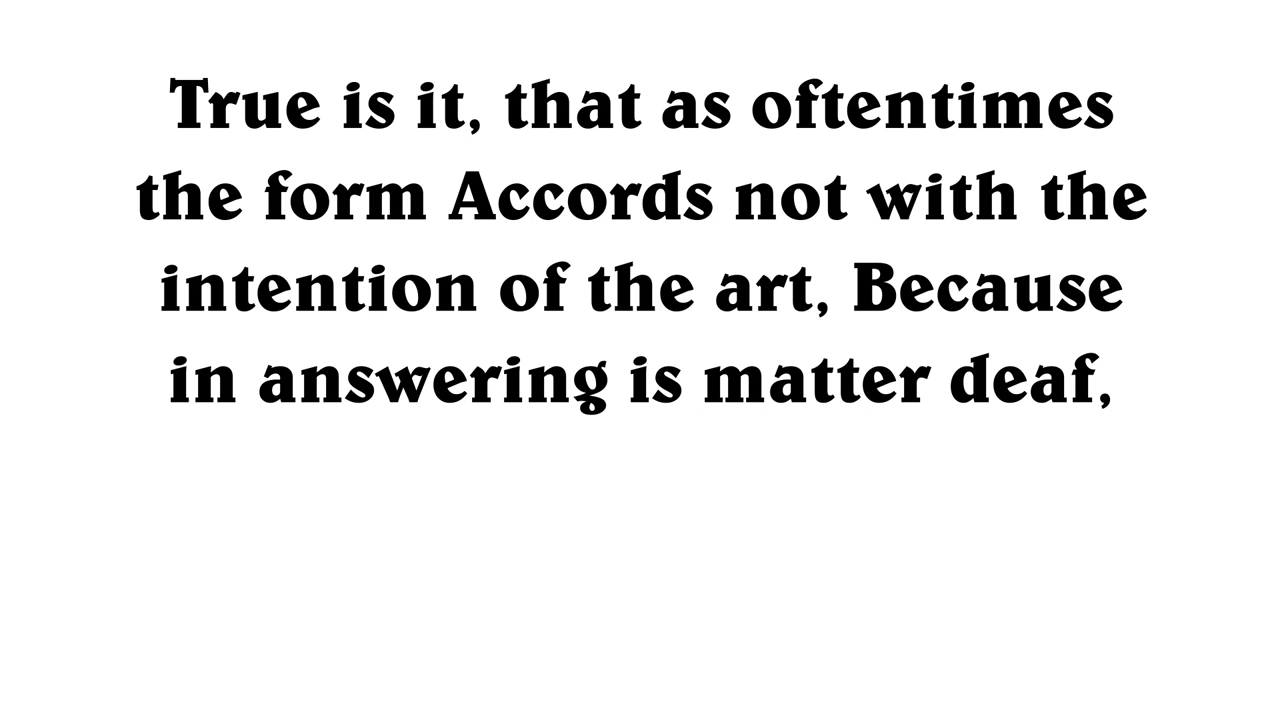 True is it, that as oftentimes
the form Accords not with the
intention of the art, Because
in answering is matter deaf,